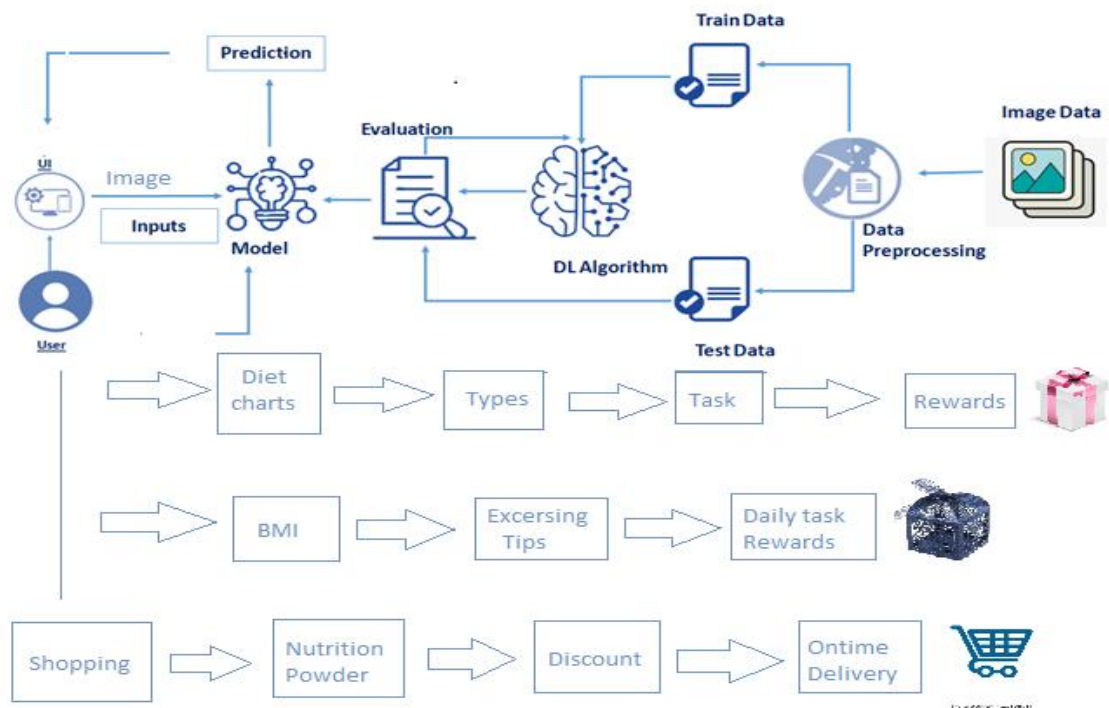 Train Data
Prediction
Image Data
Evaluation
UI
Image
Inputs
Model
DL Algorithm
Data
Preprocessing
User
Test Data
Diet
charts
Types
Task
Rewards
BMI
Excersing
Tips
Daily task
Rewards
Shopping
Nutrition
Powder
Discount
Ontime
Delivery